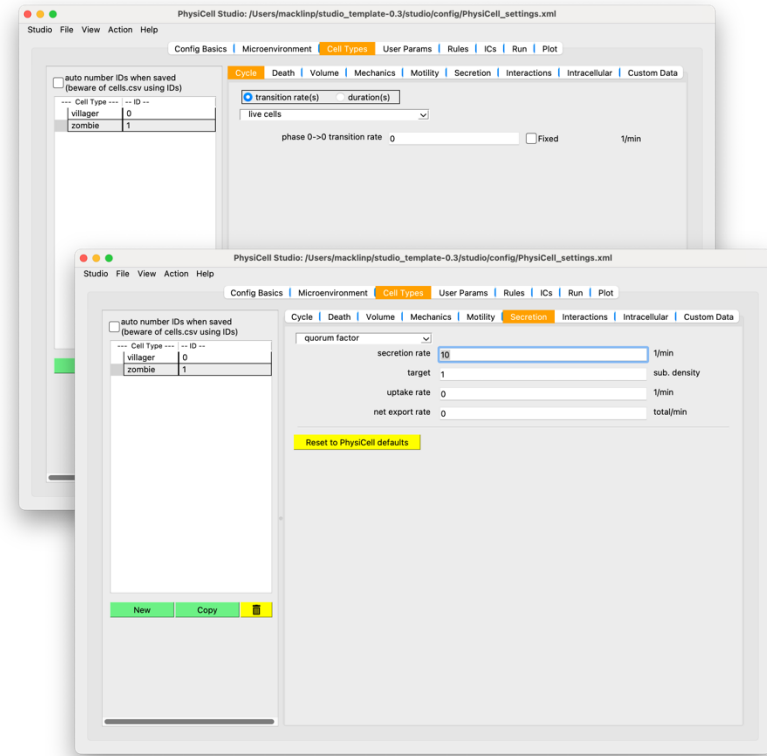 PhysiCell Studio: /Users/macklinp/studio_template-0.3/studio/config/PhysiCell_settings.xml
Studio File View Action Help
Config Basics Microenvironment Cell Types User Params Rules ICs Run Plot
auto number IDs when saved
(beware of cells.csv using IDs)
--- Cell Type --- -- ID --
villager 0
zombie 1
Cycle Death Volume Mechanics Motility Secretion Interactions Intracellular Custom Data
transition rate(s) duration(s)
live cells
phase 0->0 transition rate 0 Fixed 1/min
PhysiCell Studio: /Users/macklinp/studio_template-0.3/studio/config/PhysiCell_settings.xml
Studio File View Action Help
Config Basics Microenvironment Cell Types User Params Rules ICs Run Plot
auto number IDs when saved
(beware of cells.csv using IDs)
--- Cell Type --- -- ID --
villager 0
zombie 1
New Copy
Cycle Death Volume Mechanics Motility Secretion Interactions Intracellular Custom Data
quorum factor
secretion rate 10 1/min
target 1 sub. density
uptake rate 0 1/min
net export rate 0 total/min
Reset to PhysiCell defaults